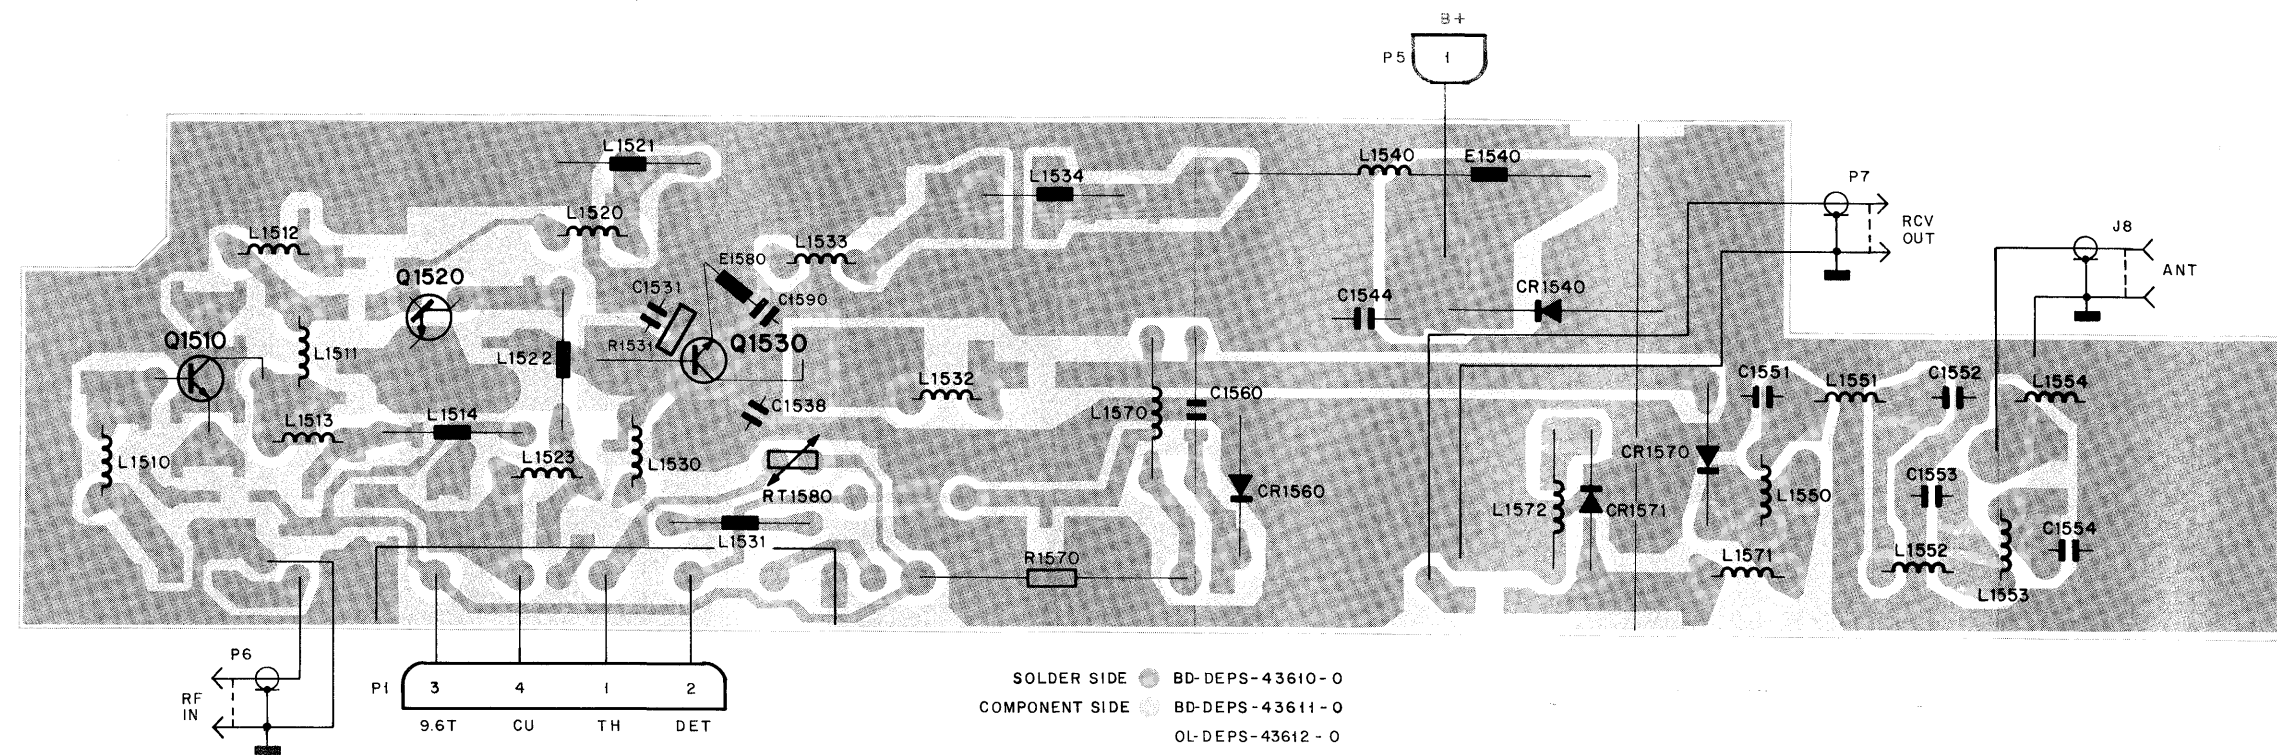 B+
P5
1
L1521
L1534
L1540
E1540
P7
RCV
OUT
J8
ANT
L1520
L1512
L1533
E1580
Q1520
C1531
C1590
C1544
CR1540
Q1510
L1511
L1522
R1531
Q1530
L1532
C1560
L1570
C1551
L1551
C1552
L1554
C1538
L1513
L1514
L1510
L1523
L1530
RT1580
CR1560
CR1570
L1550
C1553
L1572
CR1571
C1554
L1531
R1570
L1571
L1552
L1553
P6
RF
IN
P1
3
4
1
2
9.6T
CU
TH
DET
SOLDER SIDE BD-DEPS-43610-0
COMPONENT SIDE BD-DEPS-43611-0
OL-DEPS-43612-0